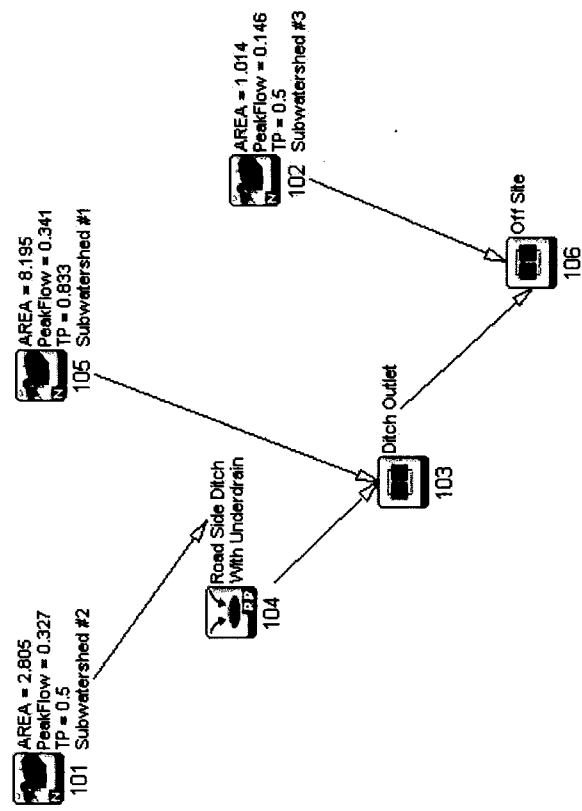 AREA = 2.805
PeakFlow = 0.327
TP = 0.5
Subwatershed #2
101
AREA = 8.195
PeakFlow = 0.341
TP = 0.833
Subwatershed #1
105
AREA = 1.014
PeakFlow = 0.146
TP = 0.5
Subwatershed #3
102
Road Side Ditch
With Underdrain
RR
104
Ditch Outlet
103
Off Site
106
N
N
N